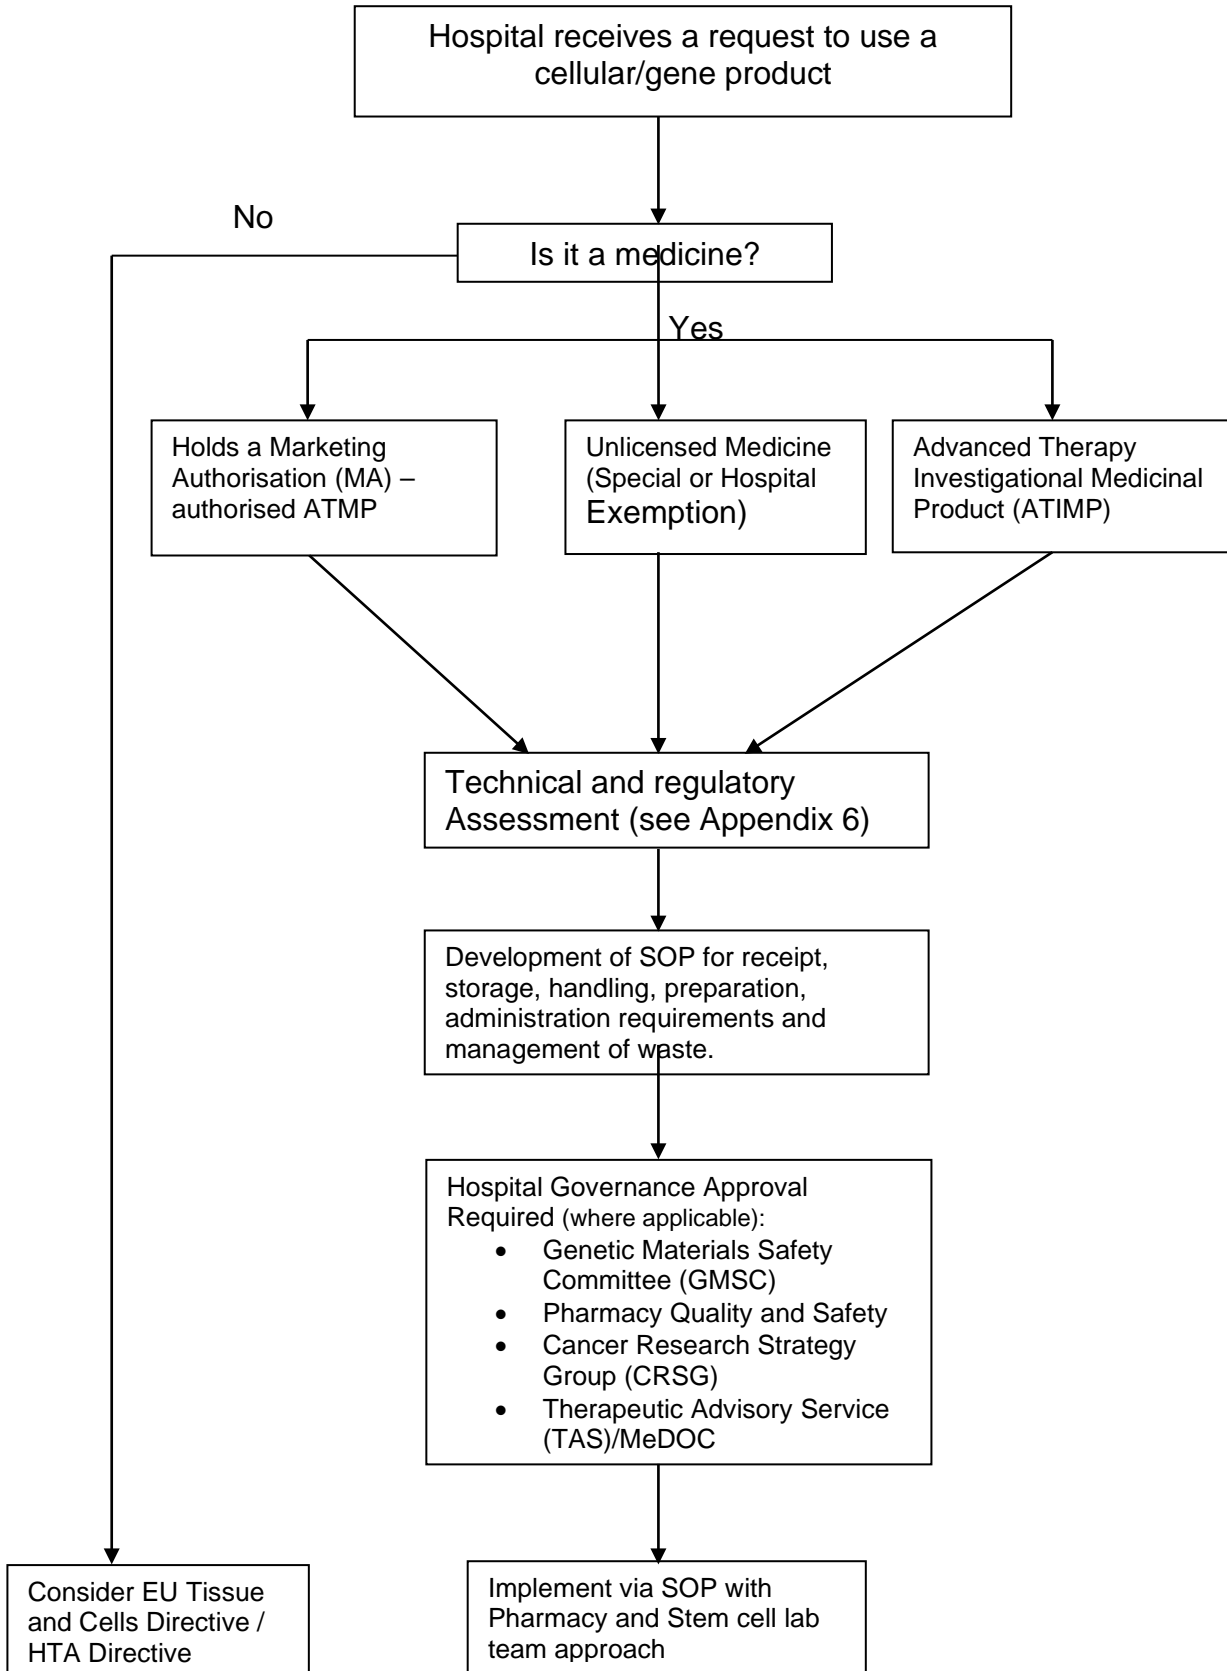 Hospital receives a request to use a
cellular/gene product
No
Is it a medicine?
Yes
Holds a Marketing
Authorisation (MA) –
authorised ATMP
Unlicensed Medicine
(Special or Hospital
Exemption)
Advanced Therapy
Investigational Medicinal
Product (ATIMP)
Technical and regulatory
Assessment (see Appendix 6)
Development of SOP for receipt,
storage, handling, preparation,
administration requirements and
management of waste.
Hospital Governance Approval
Required (where applicable):
• Genetic Materials Safety
Committee (GMSC)
• Pharmacy Quality and Safety
• Cancer Research Strategy
Group (CRSG)
• Therapeutic Advisory Service
(TAS)/MeDOC
Consider EU Tissue
and Cells Directive /
HTA Directive
Implement via SOP with
Pharmacy and Stem cell lab
team approach